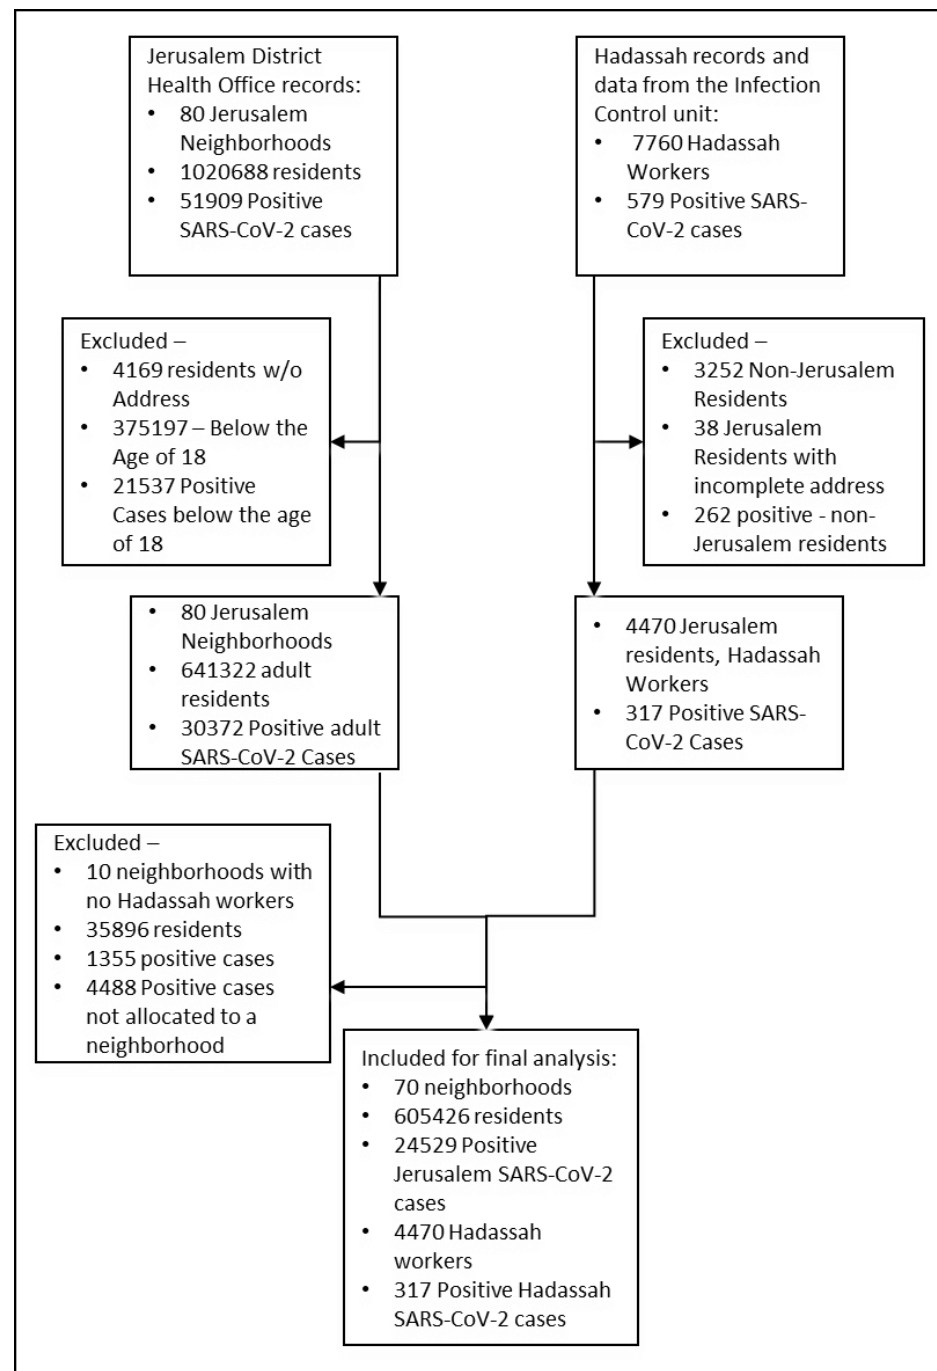 Jerusalem District
Health Office records:
• 80 Jerusalem
Neighborhoods
• 1020688 residents
• 51909 Positive
SARS-CoV-2 cases
Hadassah records and
data from the Infection
Control unit:
• 7760 Hadassah
Workers
• 579 Positive SARS-
CoV-2 cases
Excluded –
• 4169 residents w/o
Address
• 375197 – Below the
Age of 18
• 21537 Positive
Cases below the age
of 18
Excluded –
• 3252 Non-Jerusalem
Residents
• 38 Jerusalem
Residents with
incomplete address
• 262 positive - non-
Jerusalem residents
• 80 Jerusalem
Neighborhoods
• 641322 adult
residents
• 30372 Positive adult
SARS-CoV-2 Cases
• 4470 Jerusalem
residents, Hadassah
Workers
• 317 Positive SARS-
CoV-2 Cases
Excluded –
• 10 neighborhoods with
no Hadassah workers
• 35896 residents
• 1355 positive cases
• 4488 Positive cases
not allocated to a
neighborhood
Included for final analysis:
• 70 neighborhoods
• 605426 residents
• 24529 Positive
Jerusalem SARS-CoV-2
cases
• 4470 Hadassah
workers
• 317 Positive Hadassah
SARS-CoV-2 cases